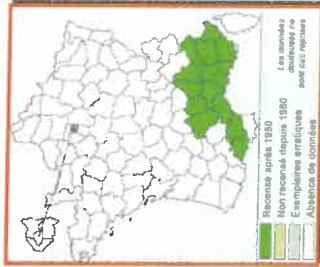 Recensé après 1980
Non recensé depuis 1980
Exemplaires erratiques
Absence de données
Les données
douteuses ne
sont pas reprises